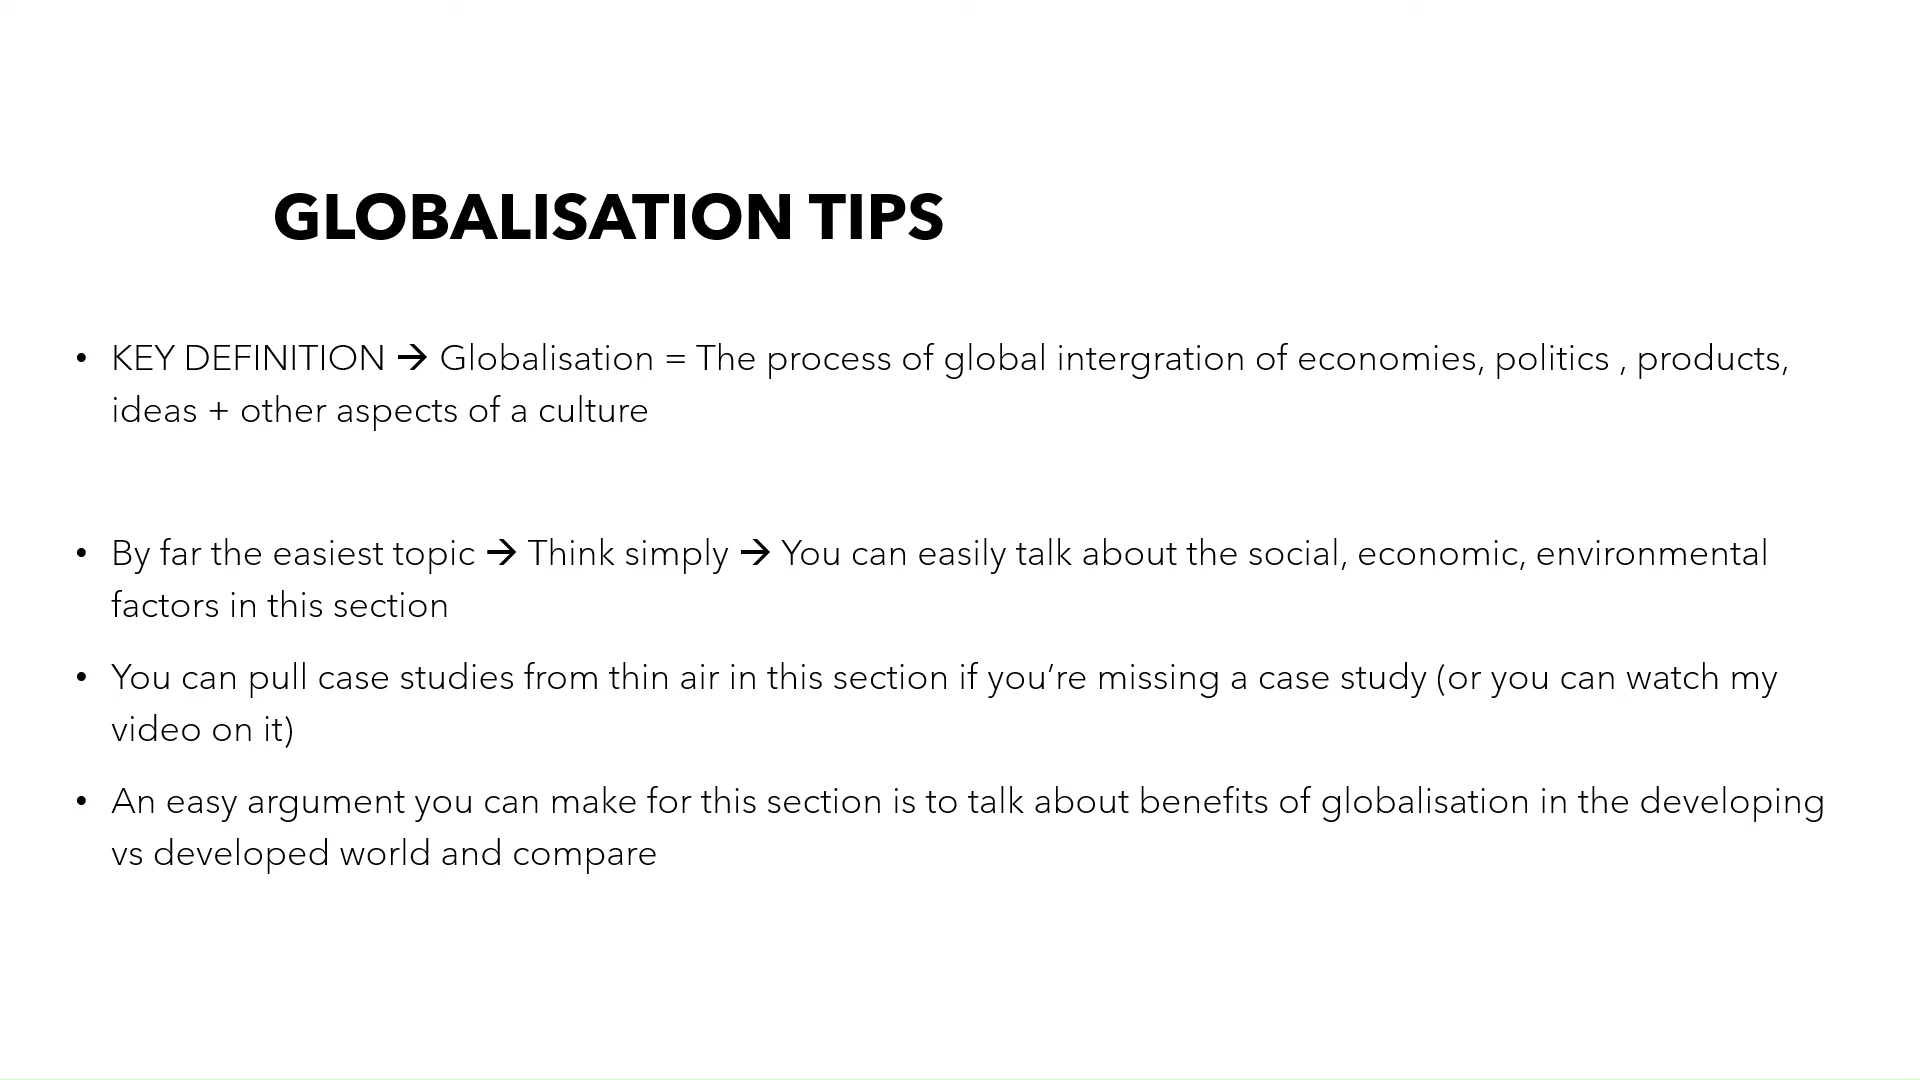 GLOBALISATION TIPS
• KEY DEFINITION → Globalisation = The process of global intergration of economies, politics , products,
ideas + other aspects of a culture
• By far the easiest topic → Think simply → You can easily talk about the social, economic, environmental
factors in this section
• You can pull case studies from thin air in this section if you’re missing a case study (or you can watch my
video on it)
• An easy argument you can make for this section is to talk about benefits of globalisation in the developing
vs developed world and compare